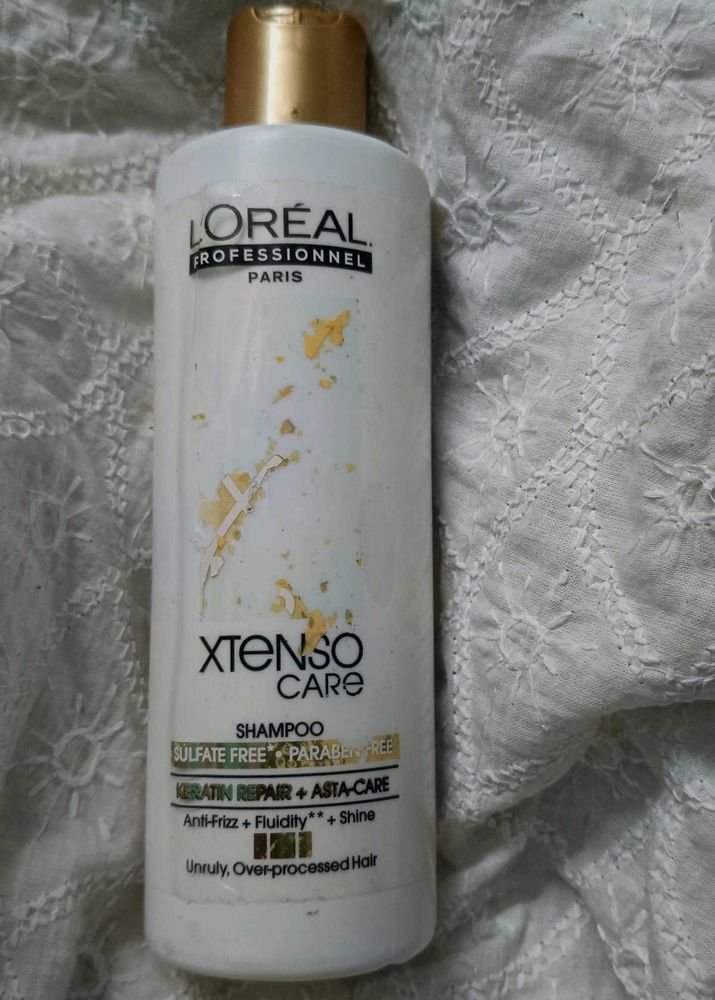 L'ORÉAL
PROFESSIONNEL
PARIS
XTENSO
CARE
SHAMPOO
SULFATE FREE* • PARABEN FREE
KERATIN REPAIR + ASTA-CARE
Anti-Frizz + Fluidity** + Shine
Unruly, Over-processed Hair